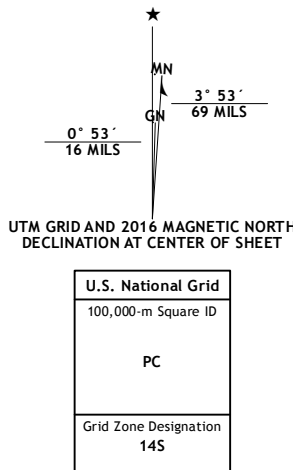 ★
MN
3° 53´
69 MILS
GN
0° 53´
16 MILS
UTM GRID AND 2016 MAGNETIC NORTH
DECLINATION AT CENTER OF SHEET
U.S. National Grid
100,000-m Square ID
PC
Grid Zone Designation
14S